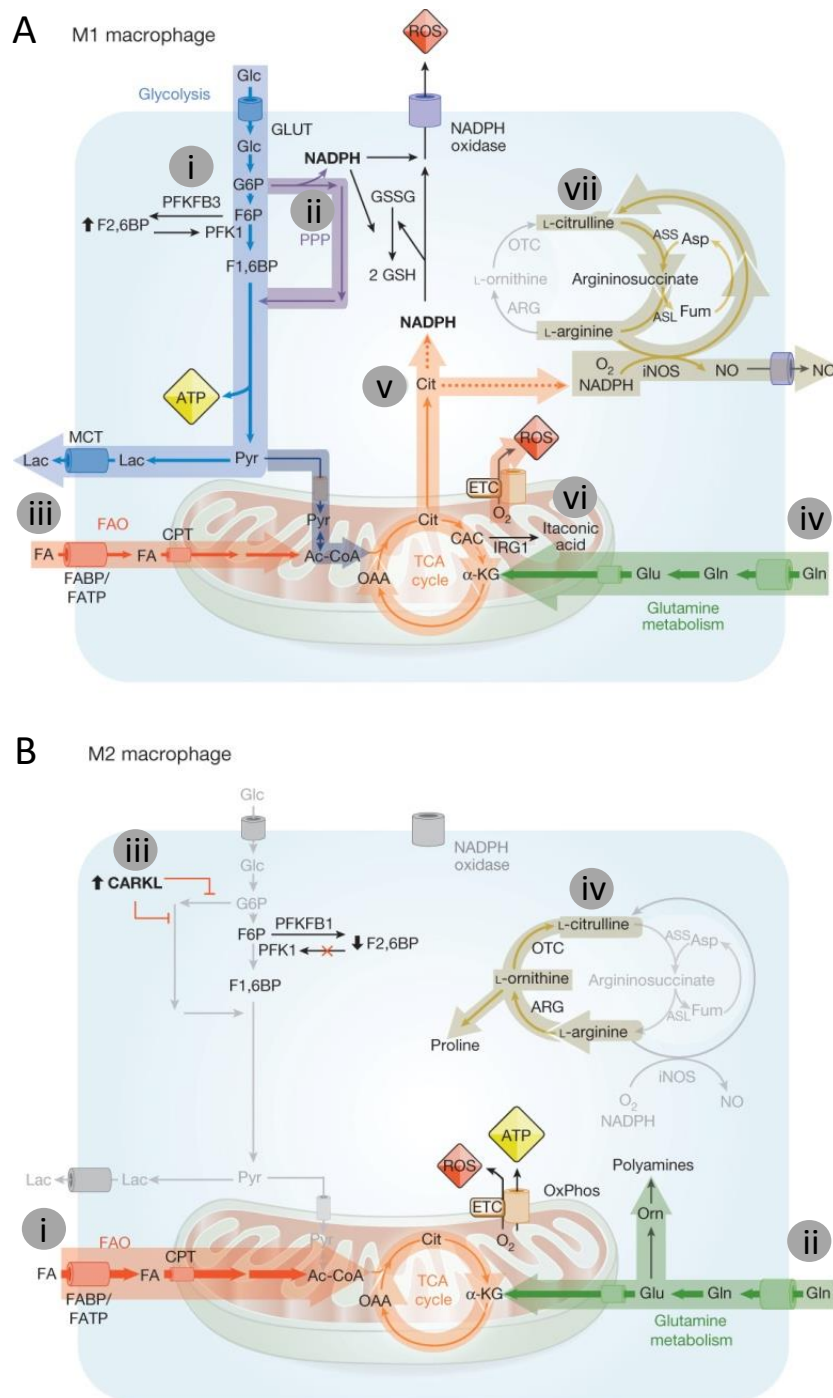 A
M1 macrophage
ROS
Glc
Glycolysis
GLUT
NADPH
oxidase
Glc
i
NADPH
vii
G6P
GSSG
L-citrulline
PFKFB3
ii
ASS Asp
F6P
OTC
F2,6BP
PFK1
PPP
L-ornithine
Argininosuccinate
F1,6BP
2 GSH
ARG
ASL Fum
L-arginine
NADPH
O2
NADPH
iNOS
NO
NO
v
Cit
ATP
MCT
ROS
Lac
Lac
Pyr
ETC
vi
iii
O2
iv
FAO
Pyr
Cit
Itaconic
acid
CPT
CAC
IRG1
FA
FA
Ac-CoA
TCA
cycle
α-KG
Glu
Gln
Gln
FABP/
FATP
OAA
Glutamine
metabolism
B
M2 macrophage
Glc
NADPH
oxidase
iii
Glc
CARKL
iv
G6P
L-citrulline
PFKFB1
F6P
F2,6BP
OTC
ASS Asp
PFK1
L-ornithine
Argininosuccinate
F1,6BP
ARG
ASL Fum
Proline
L-arginine
iNOS
O2
NADPH
NO
ATP
Lac
Lac
Pyr
ROS
Polyamines
ETC
OxPhos
i
FAO
Pyr
Cit
O2
Orn
ii
CPT
FA
FA
Ac-CoA
TCA
cycle
α-KG
Glu
Gln
Gln
FABP/
FATP
OAA
Glutamine
metabolism